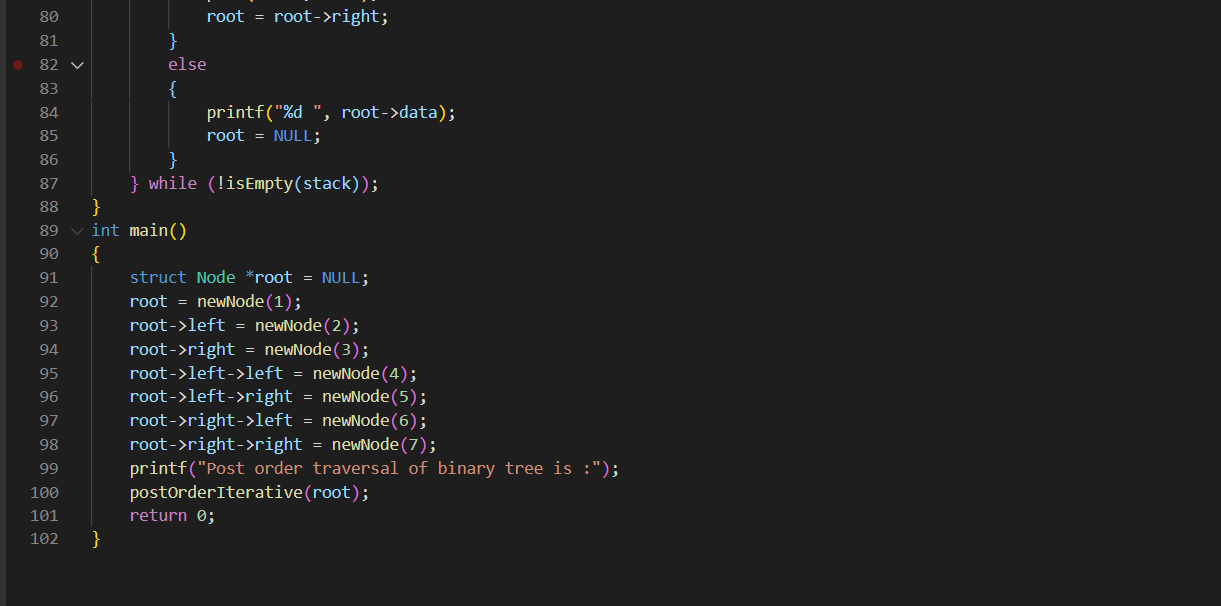 80 root = root->right;
81 }
82 else
83 {
84 printf("%d ", root->data);
85 root = NULL;
86 }
87 } while (!isEmpty(stack));
88 }
89 int main()
90 {
91 struct Node *root = NULL;
92 root = newNode(1);
93 root->left = newNode(2);
94 root->right = newNode(3);
95 root->left->left = newNode(4);
96 root->left->right = newNode(5);
97 root->right->left = newNode(6);
98 root->right->right = newNode(7);
99 printf("Post order traversal of binary tree is :");
100 postOrderIterative(root);
101 return 0;
102 }